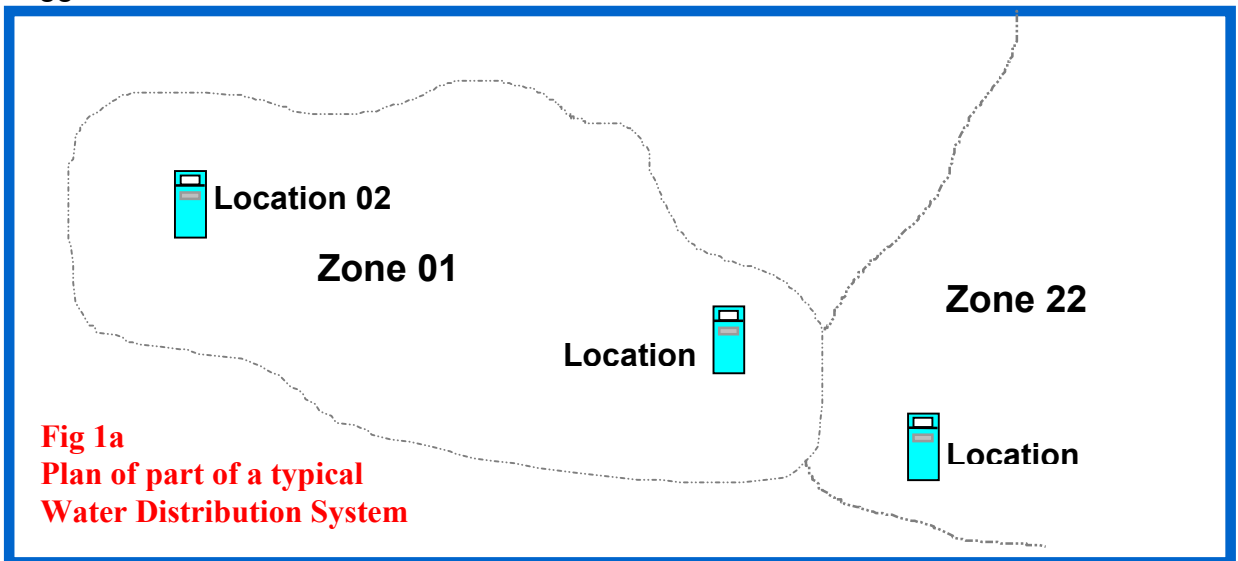 Location 02
Zone 01
Zone 22
Location
Location
Fig 1a
Plan of part of a typical
Water Distribution System